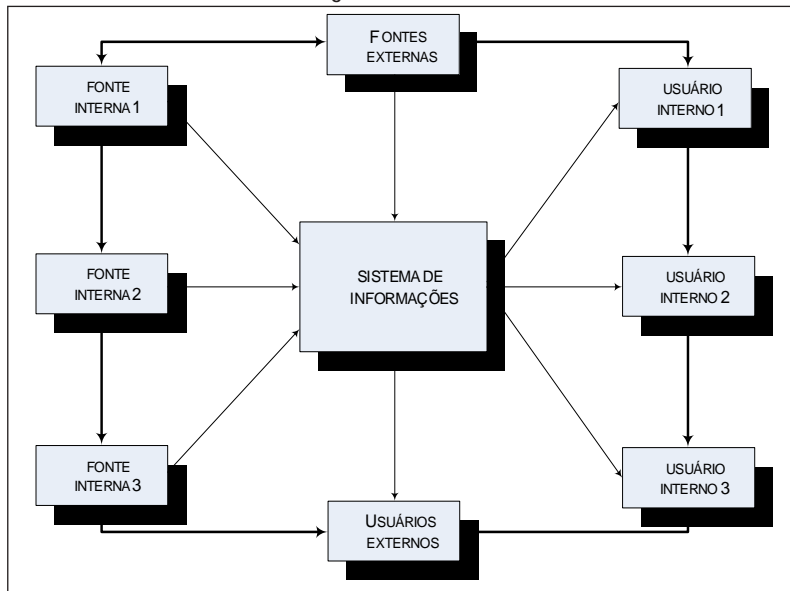 FONTES
EXTERNAS
FONTE
INTERNA 1
USUÁRIO
INTERNO 1
FONTE
INTERNA 2
SISTEMA DE
INFORMAÇÕES
USUÁRIO
INTERNO 2
FONTE
INTERNA 3
USUÁRIO
INTERNO 3
USUÁRIOS
EXTERNOS